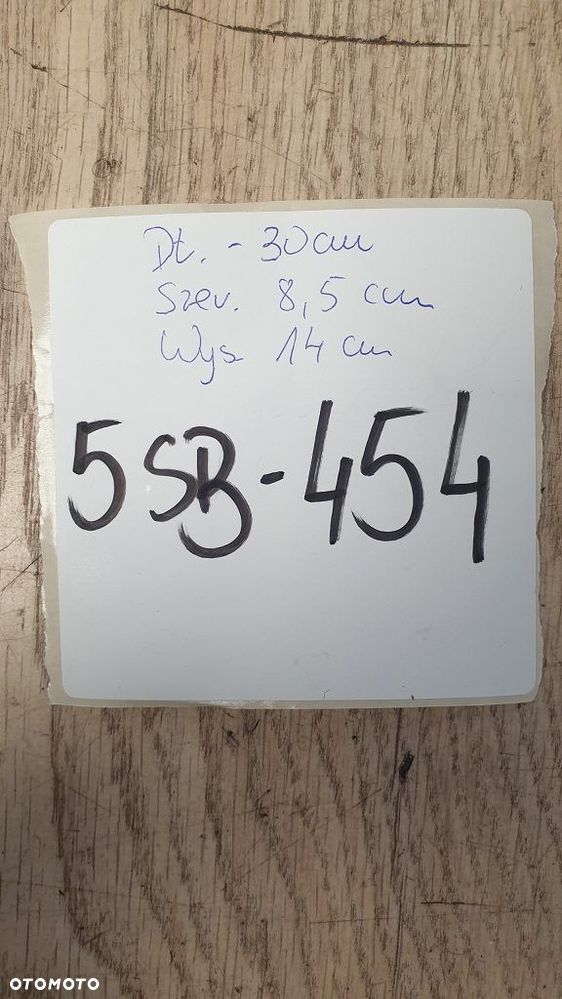 Dł. - 30cm
Szer. 8,5 cm
Wys 14 cm
5SB-454
OTOMOTO